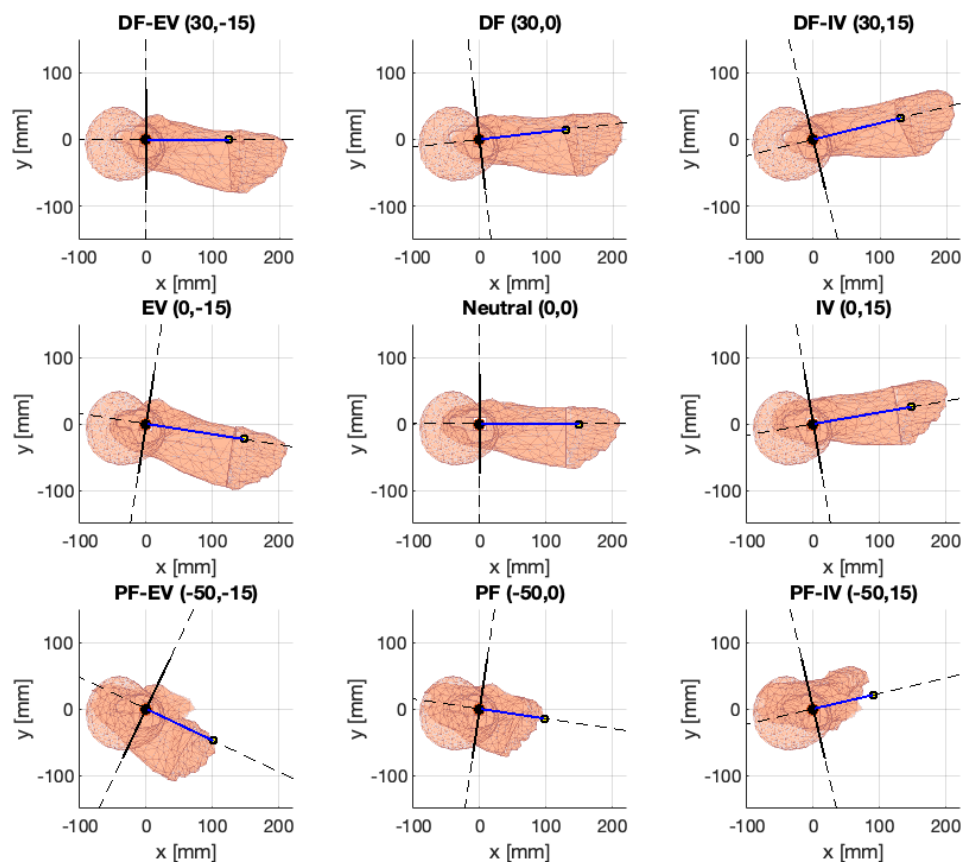 DF-EV (30,-15)
DF (30,0)
DF-IV (30,15)
y [mm]
100
0
-100
-100 0 100 200
x [mm]
y [mm]
100
0
-100
-100 0 100 200
x [mm]
y [mm]
100
0
-100
-100 0 100 200
x [mm]
EV (0,-15)
Neutral (0,0)
IV (0,15)
y [mm]
100
0
-100
-100 0 100 200
x [mm]
y [mm]
100
0
-100
-100 0 100 200
x [mm]
y [mm]
100
0
-100
-100 0 100 200
x [mm]
PF-EV (-50,-15)
PF (-50,0)
PF-IV (-50,15)
y [mm]
100
0
-100
-100 0 100 200
x [mm]
y [mm]
100
0
-100
-100 0 100 200
x [mm]
y [mm]
100
0
-100
-100 0 100 200
x [mm]